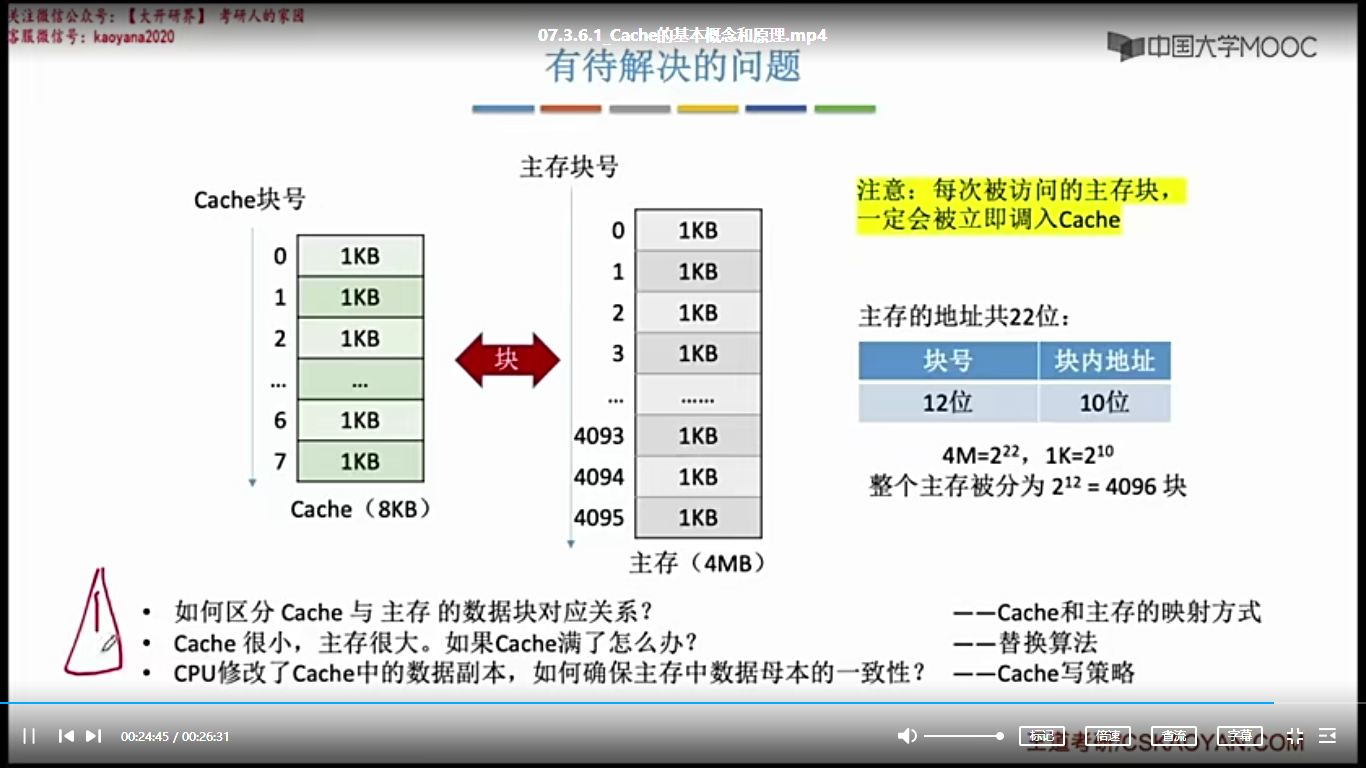 关注微信公众号：【大开研界】 考研人的家园
客服微信号：kaoyana2020
07.3.6.1_Cache的基本概念和原理.mp4
中国大学MOOC
有待解决的问题
Cache块号
0 1KB
1 1KB
2 1KB
... ...
6 1KB
7 1KB
Cache（8KB）
块
主存块号
0 1KB
1 1KB
2 1KB
3 1KB
... ……
4093 1KB
4094 1KB
4095 1KB
主存（4MB）
注意：每次被访问的主存块，
一定会被立即调入Cache
主存的地址共22位：
块号 块内地址
12位 10位
4M=2²²，1K=2¹⁰
整个主存被分为 2¹² = 4096 块
• 如何区分 Cache 与 主存 的数据块对应关系？ ——Cache和主存的映射方式
• Cache 很小，主存很大。如果Cache满了怎么办？ ——替换算法
• CPU修改了Cache中的数据副本，如何确保主存中数据母本的一致性？ ——Cache写策略
00:24:45 / 00:26:31
标记 倍速 字幕
王道考研/CSKAOYAN.COM